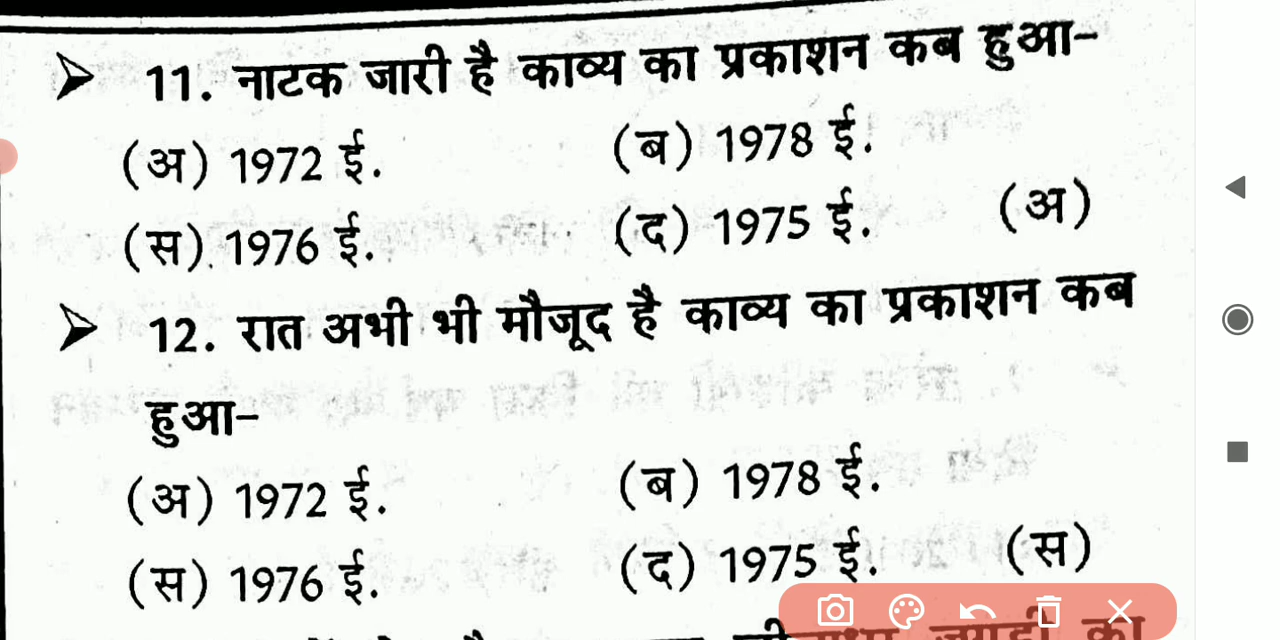 11. नाटक जारी है काव्य का प्रकाशन कब हुआ-
(अ) 1972 ई. (ब) 1978 ई.
(स) 1976 ई. (द) 1975 ई. (अ)
12. रात अभी भी मौजूद है काव्य का प्रकाशन कब
हुआ-
(अ) 1972 ई. (ब) 1978 ई.
(स) 1976 ई. (द) 1975 ई. (स)